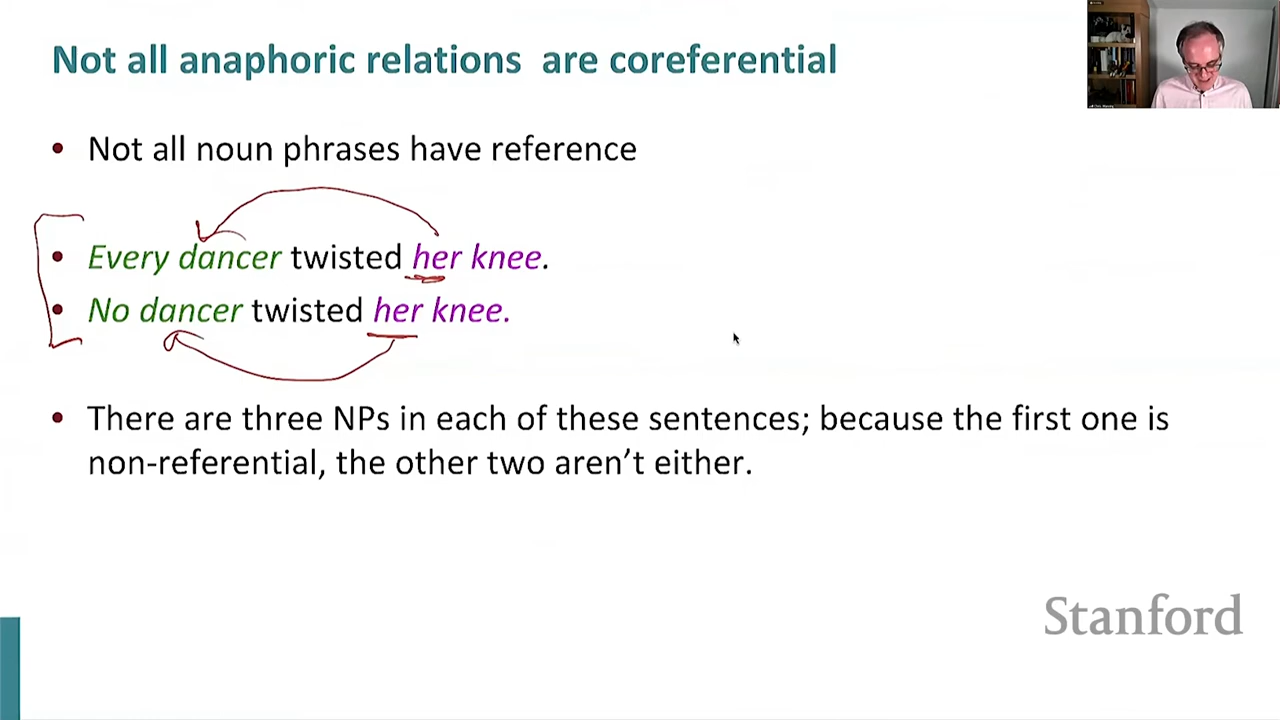 Not all anaphoric relations are coreferential
• Not all noun phrases have reference
• Every dancer twisted her knee.
• No dancer twisted her knee.
• There are three NPs in each of these sentences; because the first one is
non-referential, the other two aren't either.
Stanford